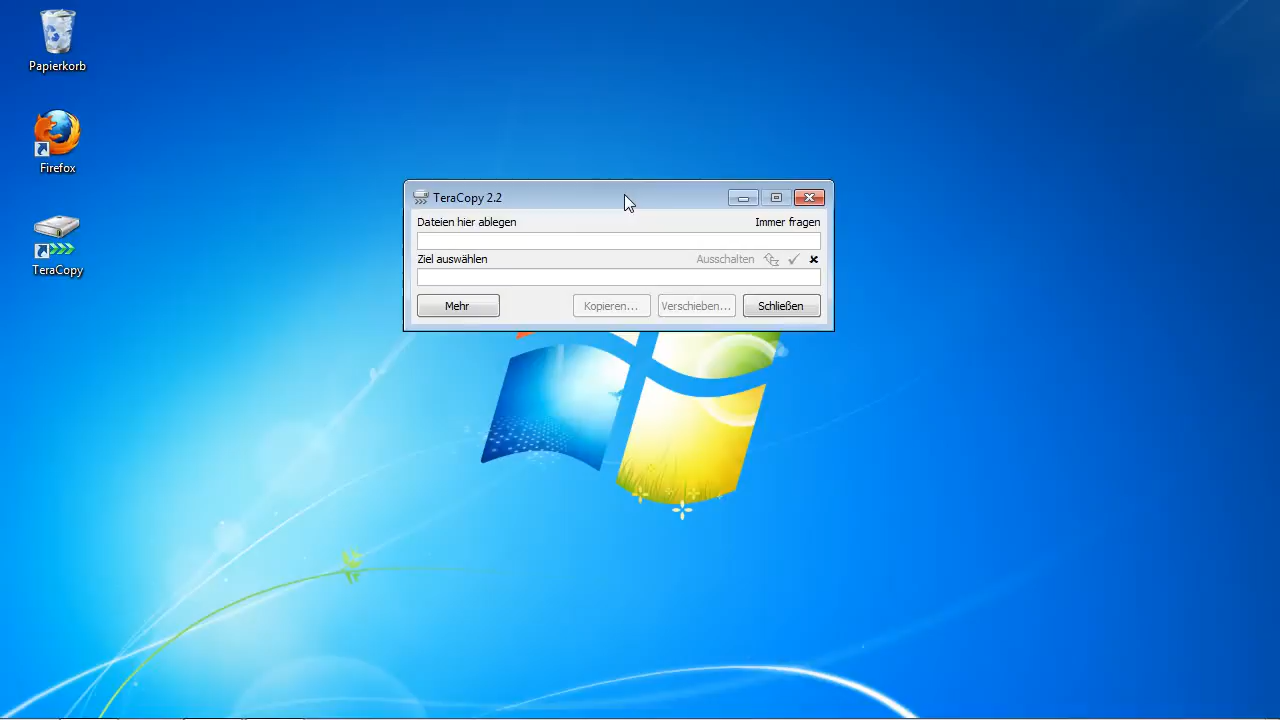 Papierkorb
Firefox
TeraCopy
TeraCopy 2.2
Dateien hier ablegen Immer fragen
Ziel auswählen Ausschalten
Mehr Kopieren... Verschieben... Schließen